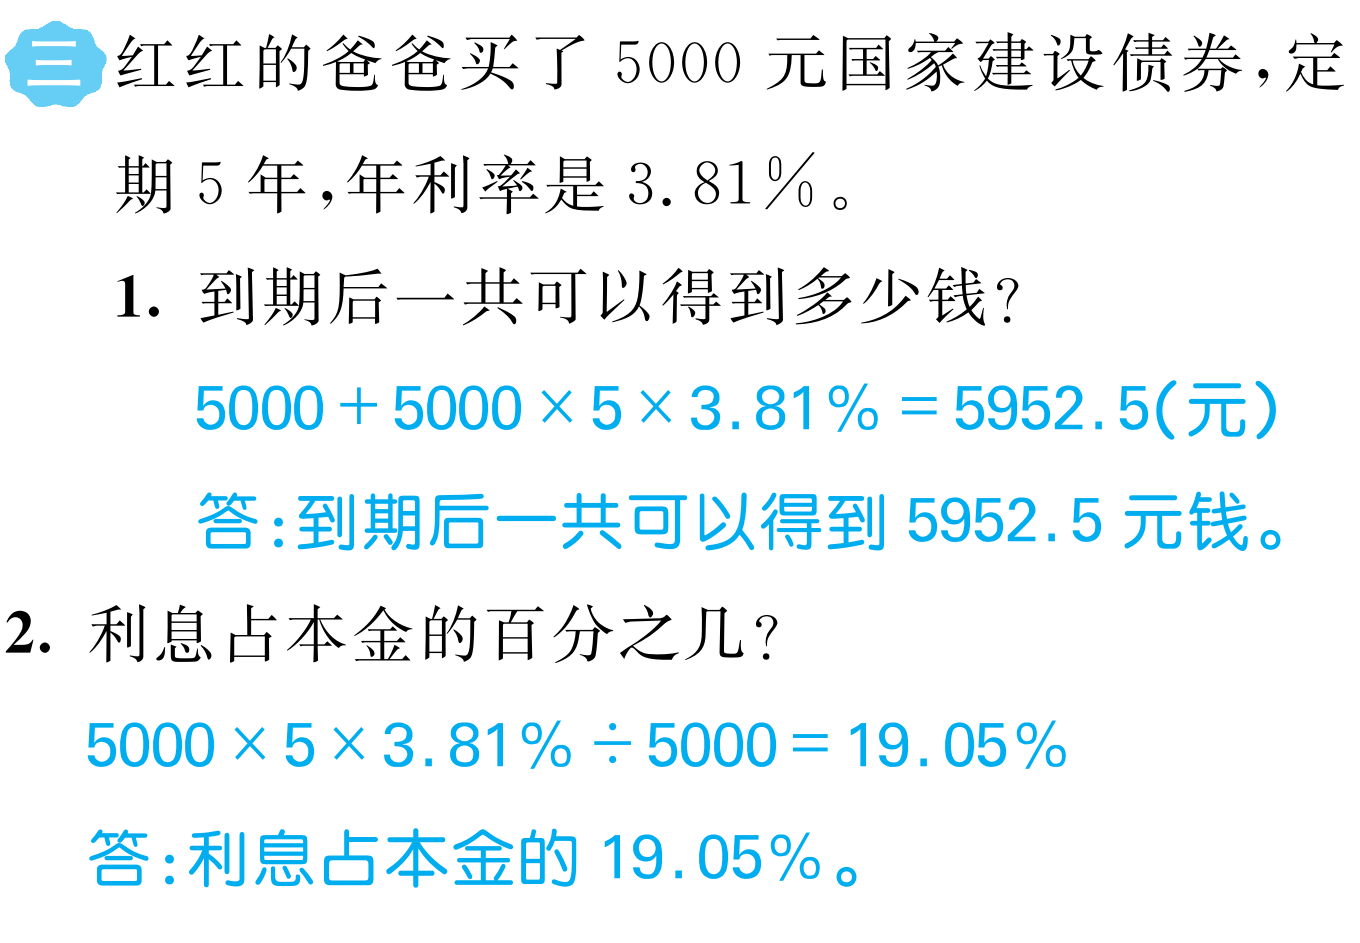 三 红红的爸爸买了 5000 元国家建设债券,定
期 5 年,年利率是 3.81%。
1. 到期后一共可以得到多少钱?
5000+5000×5×3.81%=5952.5(元)
答:到期后一共可以得到 5952.5 元钱。
2. 利息占本金的百分之几?
5000×5×3.81%÷5000=19.05%
答:利息占本金的 19.05%。